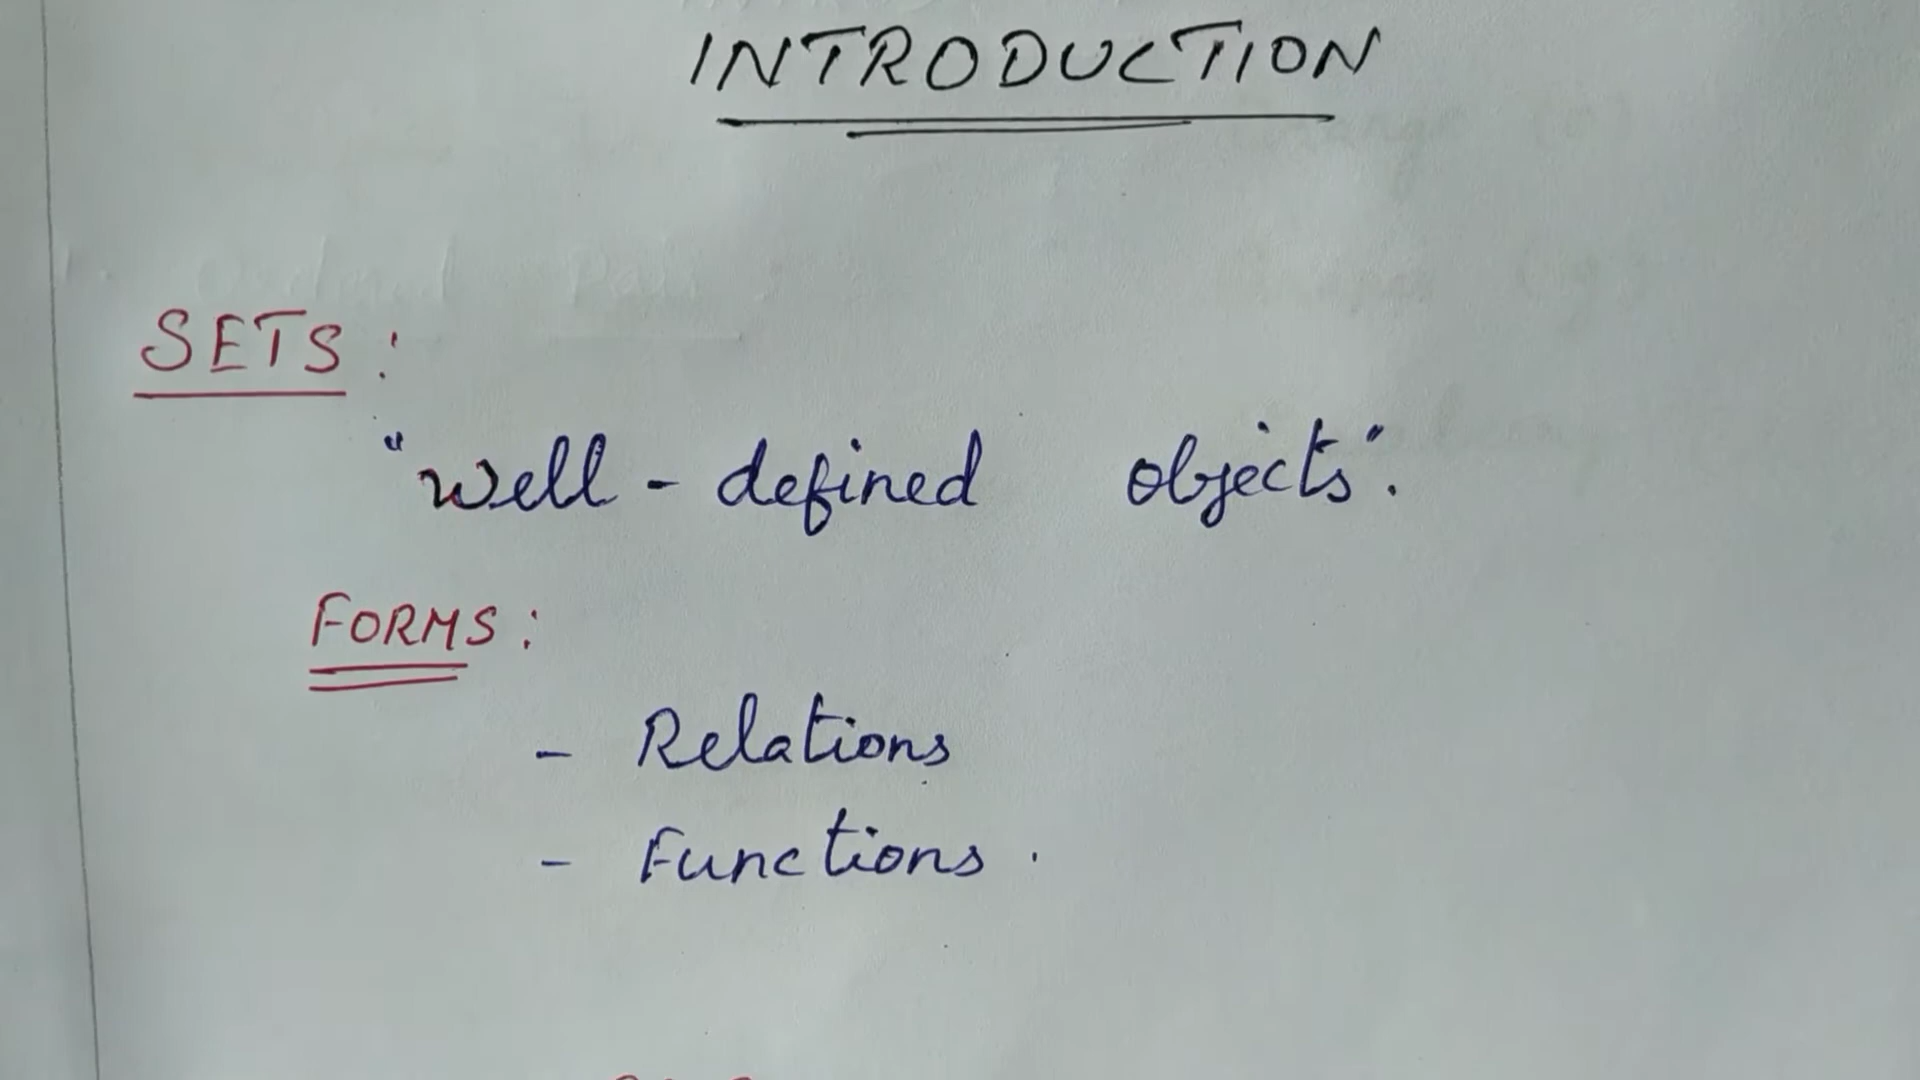 INTRODUCTION
SETS:
"well-defined objects".
FORMS:
- Relations
- Functions.